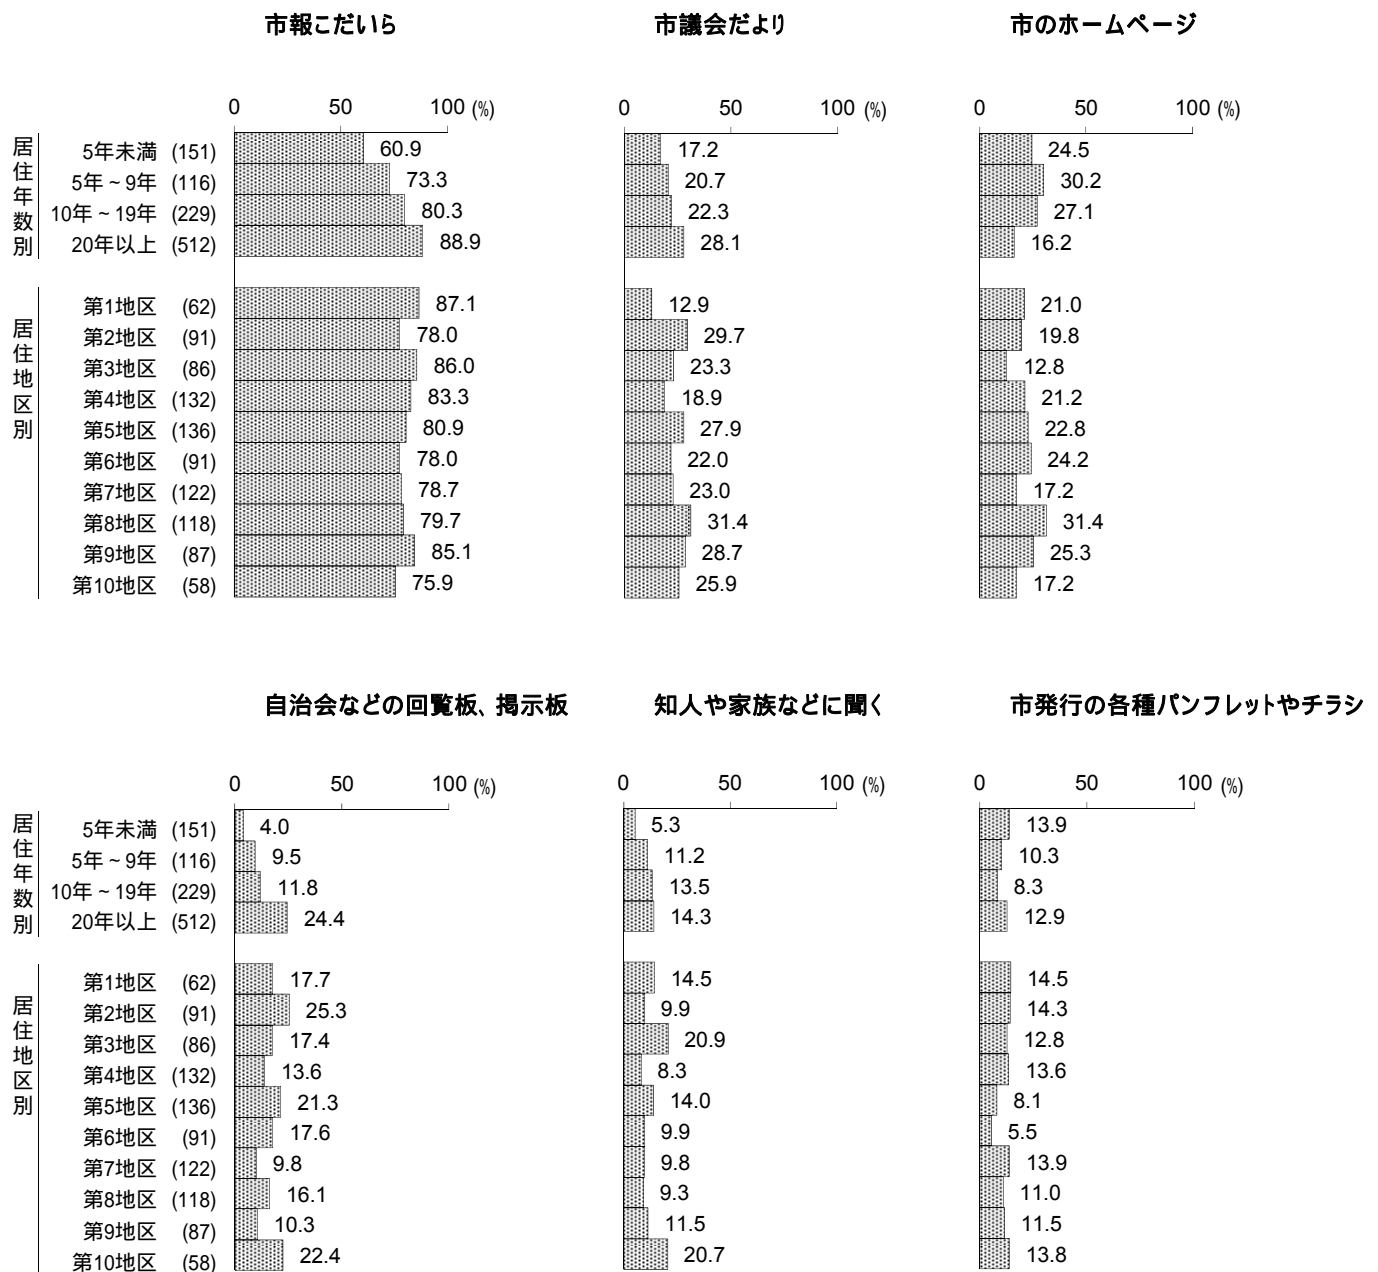 市報こだいら 市議会だより 市のホームページ
0 50 100 (%) 0 50 100 (%) 0 50 100 (%)
居住年数別
5年未満 (151) 60.9 17.2 24.5
5年~9年 (116) 73.3 20.7 30.2
10年~19年 (229) 80.3 22.3 27.1
20年以上 (512) 88.9 28.1 16.2
居住地区別
第1地区 (62) 87.1 12.9 21.0
第2地区 (91) 78.0 29.7 19.8
第3地区 (86) 86.0 23.3 12.8
第4地区 (132) 83.3 18.9 21.2
第5地区 (136) 80.9 27.9 22.8
第6地区 (91) 78.0 22.0 24.2
第7地区 (122) 78.7 23.0 17.2
第8地区 (118) 79.7 31.4 31.4
第9地区 (87) 85.1 28.7 25.3
第10地区 (58) 75.9 25.9 17.2
自治会などの回覧板、掲示板 知人や家族などに聞く 市発行の各種パンフレットやチラシ
0 50 100 (%) 0 50 100 (%) 0 50 100 (%)
居住年数別
5年未満 (151) 4.0 5.3 13.9
5年~9年 (116) 9.5 11.2 10.3
10年~19年 (229) 11.8 13.5 8.3
20年以上 (512) 24.4 14.3 12.9
居住地区別
第1地区 (62) 17.7 14.5 14.5
第2地区 (91) 25.3 9.9 14.3
第3地区 (86) 17.4 20.9 12.8
第4地区 (132) 13.6 8.3 13.6
第5地区 (136) 21.3 14.0 8.1
第6地区 (91) 17.6 9.9 5.5
第7地区 (122) 9.8 9.8 13.9
第8地区 (118) 16.1 9.3 11.0
第9地区 (87) 10.3 11.5 11.5
第10地区 (58) 22.4 20.7 13.8